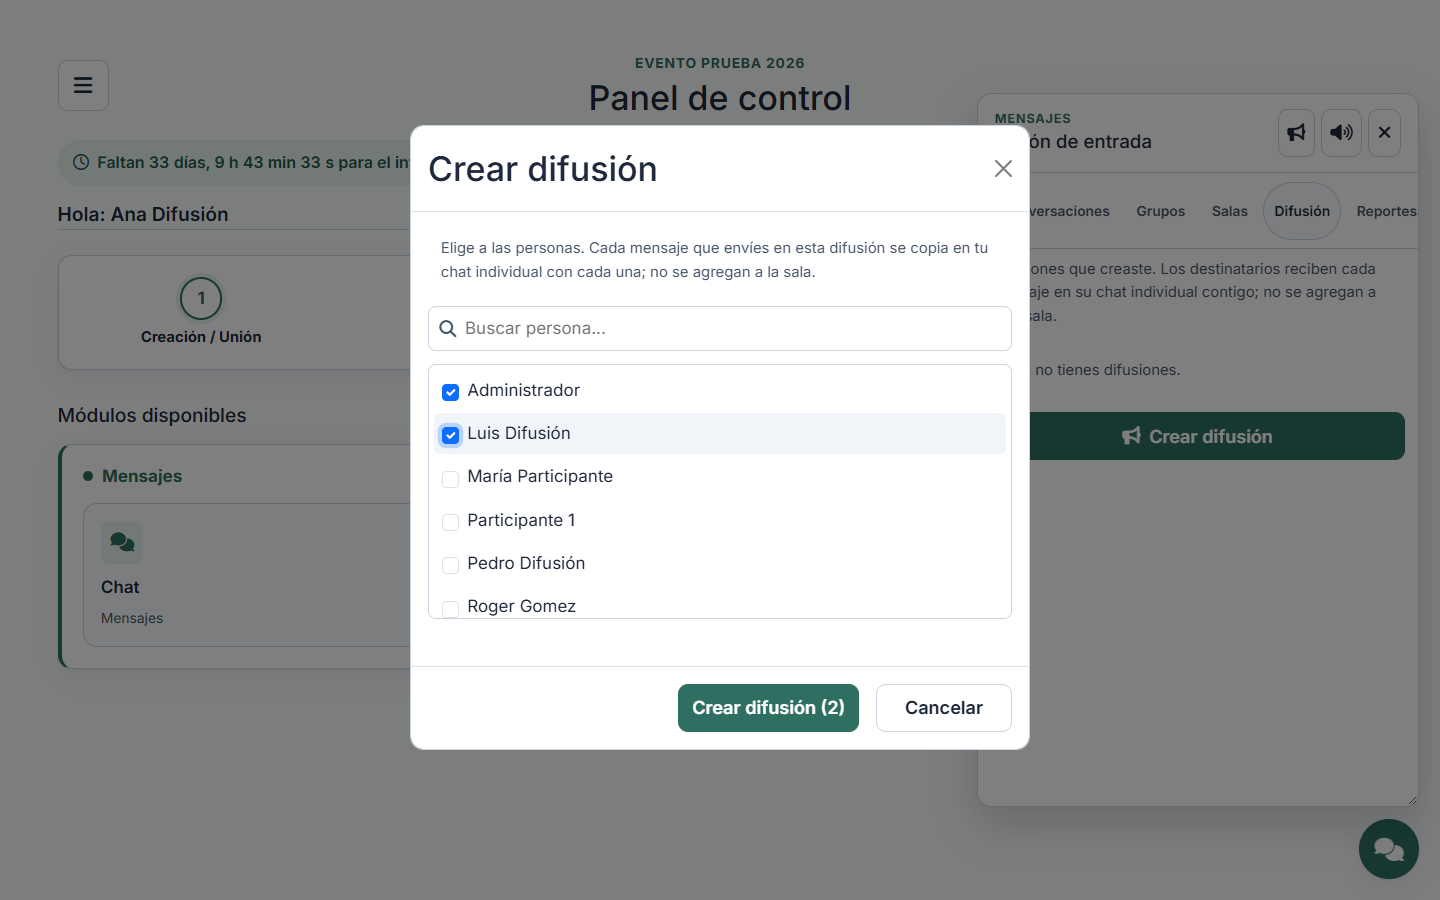 EVENTO PRUEBA 2026
Panel de control
Faltan 33 días, 9 h 43 min 33 s para el
Hola: Ana Difusión
1
Creación / Unión
Módulos disponibles
Mensajes
Chat
Mensajes
Crear difusión
Elige a las personas. Cada mensaje que envíes en esta difusión se copia en tu
chat individual con cada una; no se agregan a la sala.
Buscar persona...
Administrador
Luis Difusión
María Participante
Participante 1
Pedro Difusión
Roger Gomez
Crear difusión (2)
Cancelar
MENSAJES
de entrada
Grupos
Salas
Difusión
Reportes
que creaste. Los destinatarios reciben cada
en su chat individual contigo; no se agregan a
sala.
no tienes difusiones.
Crear difusión